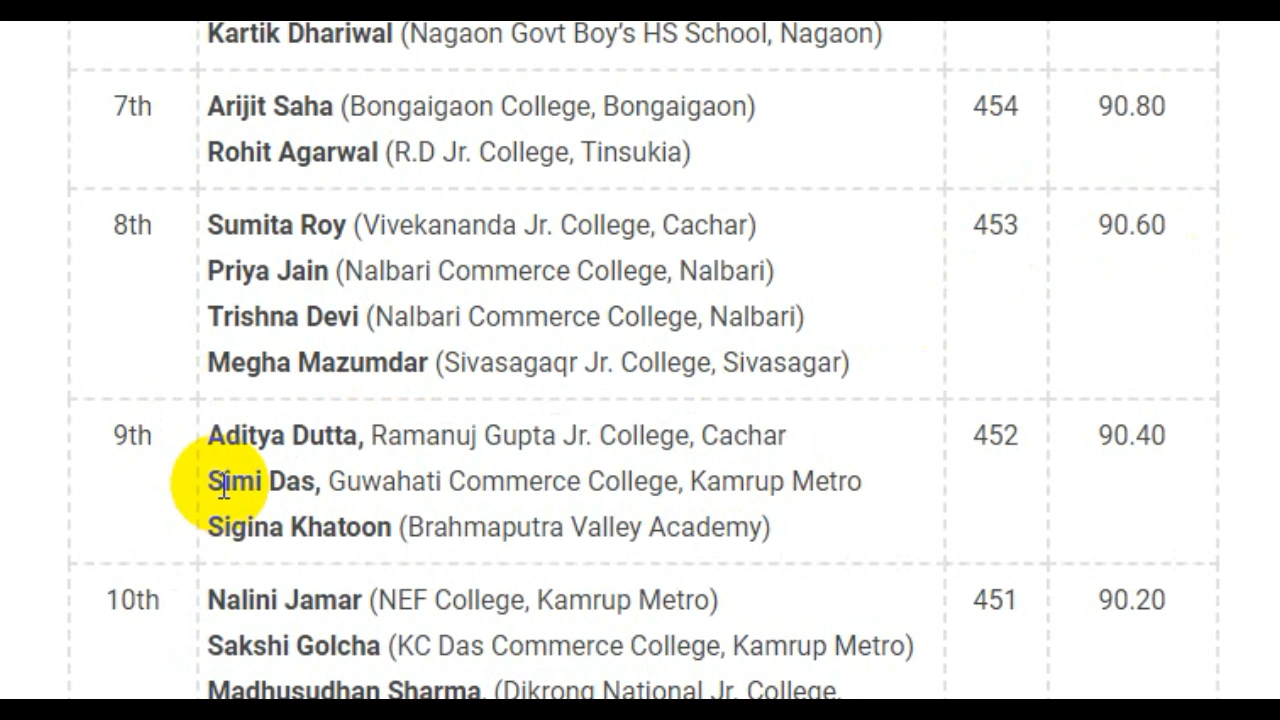 Kartik Dhariwal (Nagaon Govt Boy's HS School, Nagaon)
7th Arijit Saha (Bongaigaon College, Bongaigaon) 454 90.80
Rohit Agarwal (R.D Jr. College, Tinsukia)
8th Sumita Roy (Vivekananda Jr. College, Cachar) 453 90.60
Priya Jain (Nalbari Commerce College, Nalbari)
Trishna Devi (Nalbari Commerce College, Nalbari)
Megha Mazumdar (Sivasagaqr Jr. College, Sivasagar)
9th Aditya Dutta, Ramanuj Gupta Jr. College, Cachar 452 90.40
Simi Das, Guwahati Commerce College, Kamrup Metro
Sigina Khatoon (Brahmaputra Valley Academy)
10th Nalini Jamar (NEF College, Kamrup Metro) 451 90.20
Sakshi Golcha (KC Das Commerce College, Kamrup Metro)
Madhusudhan Sharma, (Dikrong National Jr. College,